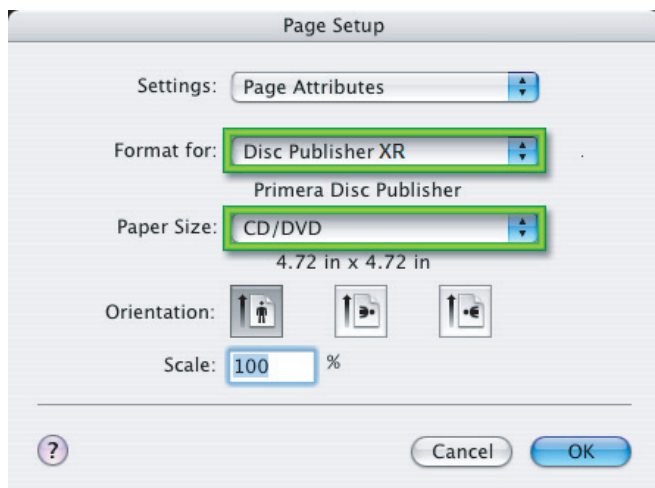 Page Setup
Settings: Page Attributes
Format for: Disc Publisher XR
Primera Disc Publisher
Paper Size: CD/DVD
4.72 in x 4.72 in
Orientation:
Scale: 100 %
? Cancel OK